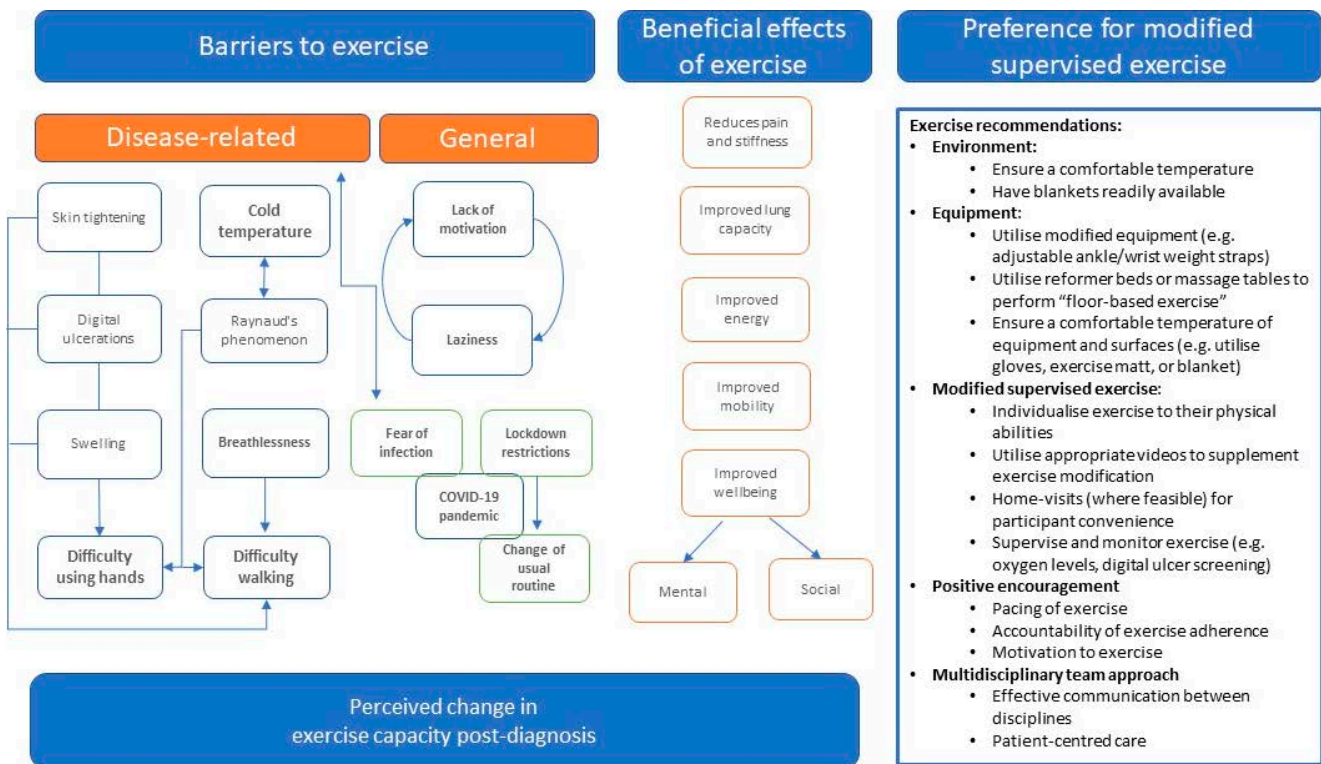 Barriers to exercise
Beneficial effects
of exercise
Preference for modified
supervised exercise
Disease-related
General
Skin tightening
Cold
temperature
Digital
ulcerations
Raynaud's
phenomenon
Swelling
Breathlessness
Difficulty
using hands
Difficulty
walking
Lack of
motivation
Laziness
Fear of
infection
Lockdown
restrictions
COVID-19
pandemic
Change of
usual
routine
Reduces pain
and stiffness
Improved lung
capacity
Improved
energy
Improved
mobility
Improved
wellbeing
Mental
Social
Exercise recommendations:
• Environment:
• Ensure a comfortable temperature
• Have blankets readily available
• Equipment:
• Utilise modified equipment (e.g.
adjustable ankle/wrist weight straps)
• Utilise reformer beds or massage tables to
perform “floor-based exercise”
• Ensure a comfortable temperature of
equipment and surfaces (e.g. utilise
gloves, exercise matt, or blanket)
• Modified supervised exercise:
• Individualise exercise to their physical
abilities
• Utilise appropriate videos to supplement
exercise modification
• Home-visits (where feasible) for
participant convenience
• Supervise and monitor exercise (e.g.
oxygen levels, digital ulcer screening)
• Positive encouragement
• Pacing of exercise
• Accountability of exercise adherence
• Motivation to exercise
• Multidisciplinary team approach
• Effective communication between
disciplines
• Patient-centred care
Perceived change in
exercise capacity post-diagnosis